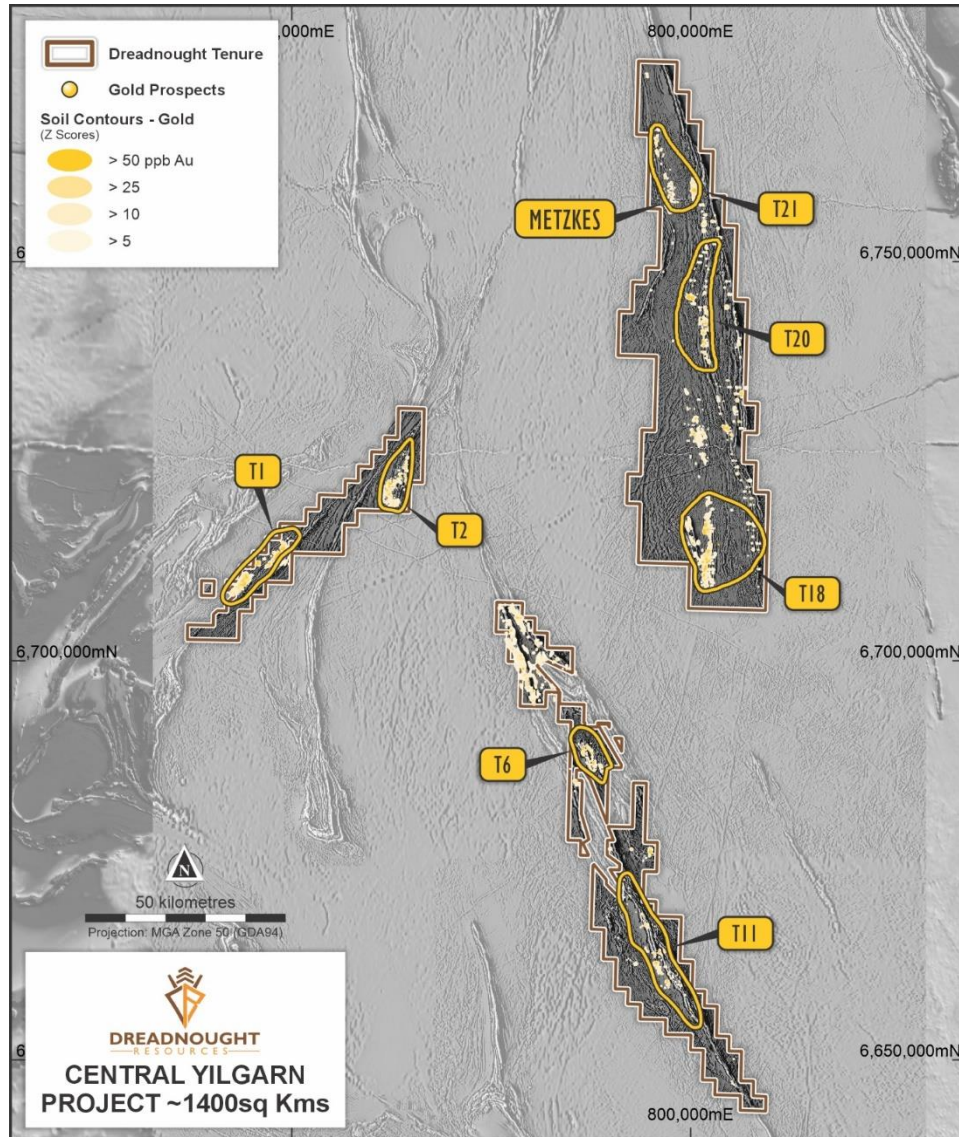 ,000mE
800,000mE
Dreadnought Tenure
Gold Prospects
Soil Contours - Gold
(Z Scores)
> 50 ppb Au
> 25
> 10
> 5
METZKES
T21
6,750,000mN
T20
T1
T2
T18
6,700,000mN
6,700,000mN
T6
N
50 kilometres
Projection: MGA Zone 50 (GDA94)
T11
DREADNOUGHT
RESOURCES
CENTRAL YILGARN
PROJECT ~1400sq Kms
6,650,000mN
800,000mE